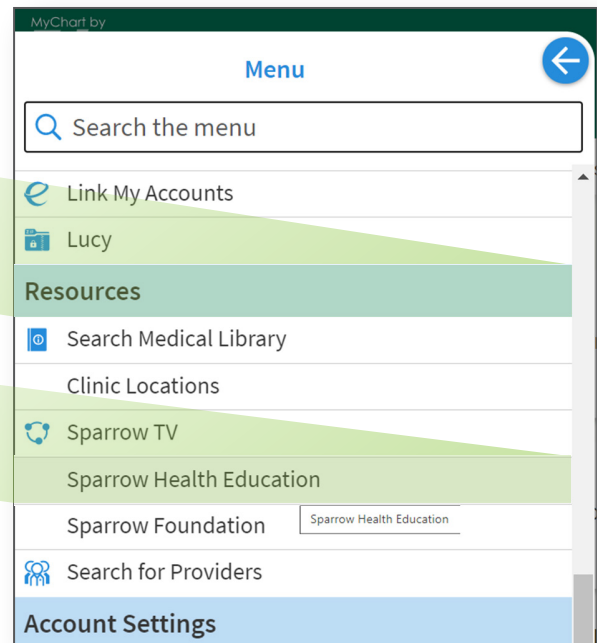 MyChart by
Menu
Search the menu
Link My Accounts
Lucy
Resources
Search Medical Library
Clinic Locations
Sparrow TV
Sparrow Health Education
Sparrow Foundation
Sparrow Health Education
Search for Providers
Account Settings